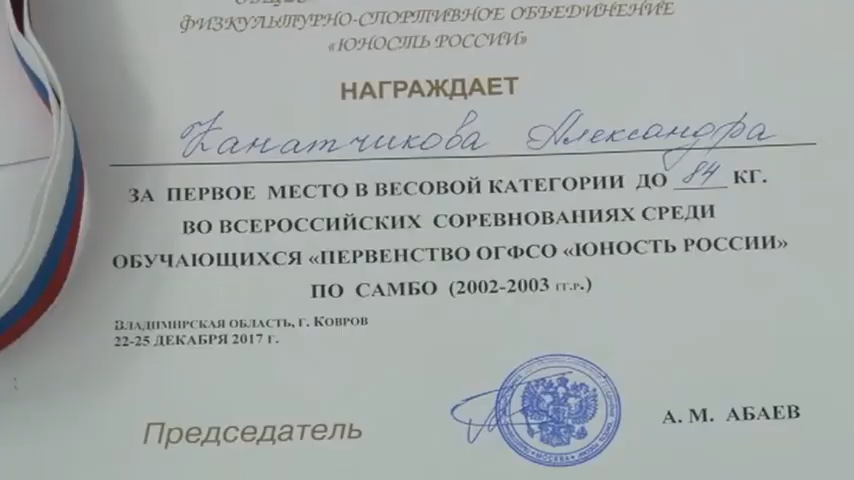 ФИЗКУЛЬТУРНО-СПОРТИВНОЕ ОБЪЕДИНЕНИЕ
«ЮНОСТЬ РОССИИ»
НАГРАЖДАЕТ
Канатчикова Александра
ЗА ПЕРВОЕ МЕСТО В ВЕСОВОЙ КАТЕГОРИИ ДО 84 КГ.
ВО ВСЕРОССИЙСКИХ СОРЕВНОВАНИЯХ СРЕДИ
ОБУЧАЮЩИХСЯ «ПЕРВЕНСТВО ОГФСО «ЮНОСТЬ РОССИИ»
ПО САМБО (2002-2003 гг.р.)
ВЛАДИМИРСКАЯ ОБЛАСТЬ, Г. КОВРОВ
22-25 ДЕКАБРЯ 2017 Г.
Председатель
А. М. АБАЕВ
МОСКВА